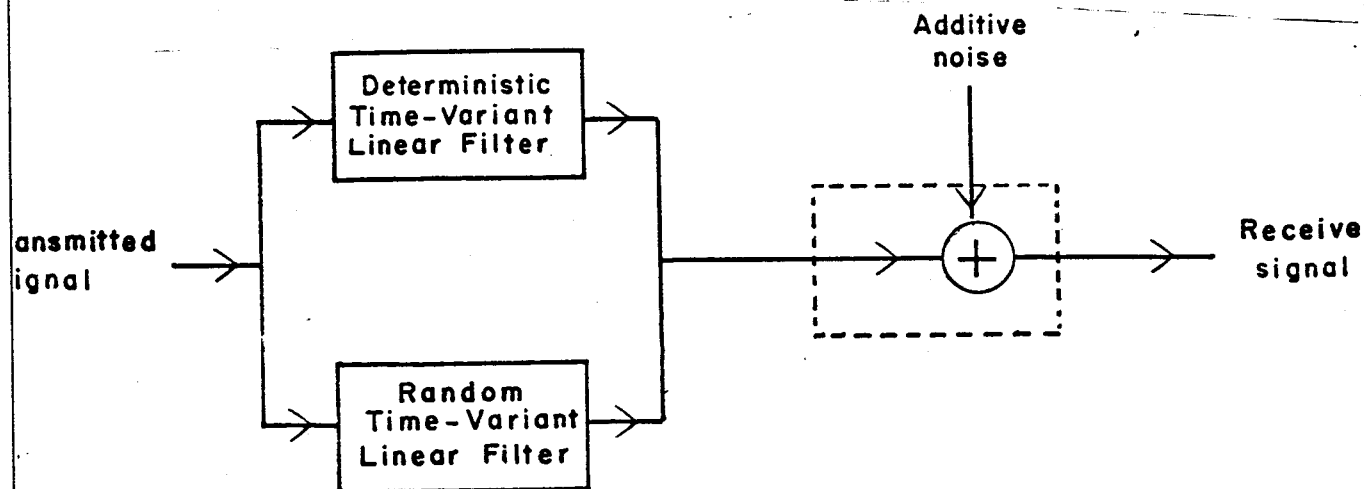 Additive
noise
Deterministic
Time-Variant
Linear Filter
ansmitted
ignal
+
Receive
signal
Random
Time-Variant
Linear Filter